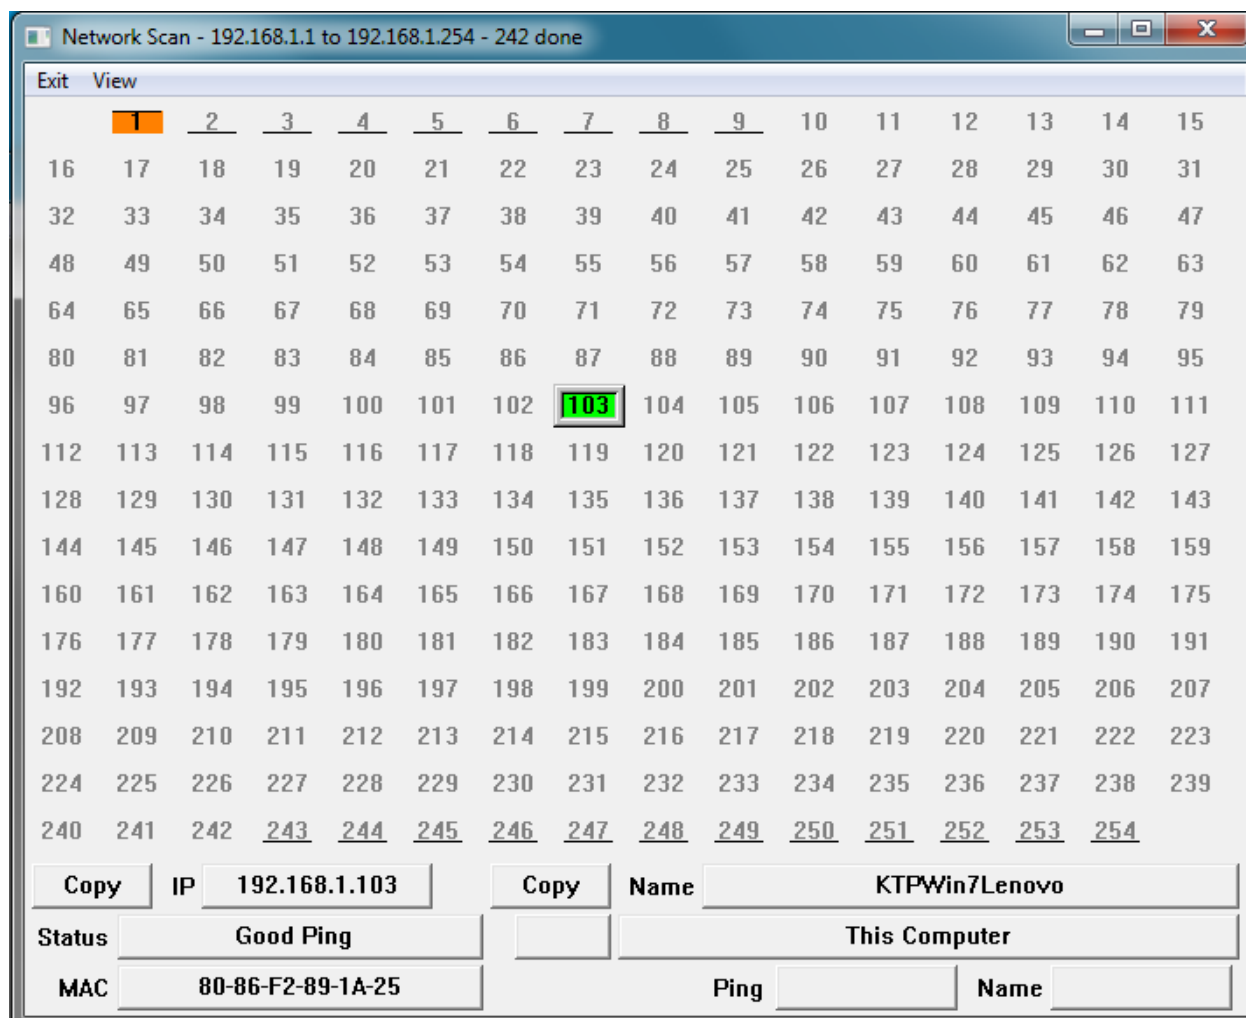 Network Scan - 192.168.1.1 to 192.168.1.254 - 242 done
Exit View
1 2 3 4 5 6 7 8 9 10 11 12 13 14 15
16 17 18 19 20 21 22 23 24 25 26 27 28 29 30 31
32 33 34 35 36 37 38 39 40 41 42 43 44 45 46 47
48 49 50 51 52 53 54 55 56 57 58 59 60 61 62 63
64 65 66 67 68 69 70 71 72 73 74 75 76 77 78 79
80 81 82 83 84 85 86 87 88 89 90 91 92 93 94 95
96 97 98 99 100 101 102 103 104 105 106 107 108 109 110 111
112 113 114 115 116 117 118 119 120 121 122 123 124 125 126 127
128 129 130 131 132 133 134 135 136 137 138 139 140 141 142 143
144 145 146 147 148 149 150 151 152 153 154 155 156 157 158 159
160 161 162 163 164 165 166 167 168 169 170 171 172 173 174 175
176 177 178 179 180 181 182 183 184 185 186 187 188 189 190 191
192 193 194 195 196 197 198 199 200 201 202 203 204 205 206 207
208 209 210 211 212 213 214 215 216 217 218 219 220 221 222 223
224 225 226 227 228 229 230 231 232 233 234 235 236 237 238 239
240 241 242 243 244 245 246 247 248 249 250 251 252 253 254
Copy IP 192.168.1.103 Copy Name KTPWin7Lenovo
Status Good Ping This Computer
MAC 80-86-F2-89-1A-25 Ping Name